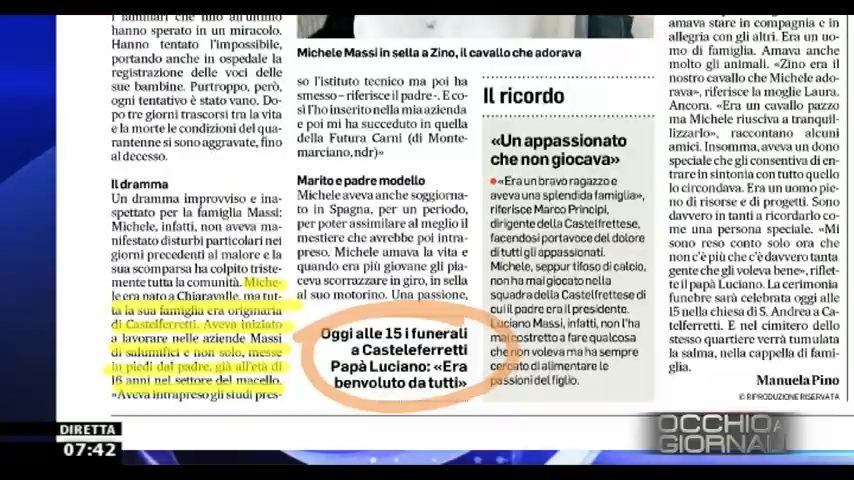 i familiari che fino all'ultimo
hanno sperato in un miracolo.
Hanno tentato l'impossibile,
portando anche in ospedale la
registrazione delle voci delle
sue bambine. Purtroppo, però,
ogni tentativo è stato vano. Do-
po tre giorni trascorsi tra la vita
e la morte le condizioni del qua-
rantenne si sono aggravate, fino
al decesso.
Il dramma
Un dramma improvviso e ina-
spettato per la famiglia Massi:
Michele, infatti, non aveva ma-
nifestato disturbi particolari nei
giorni precedenti al malore e la
sua scomparsa ha colpito triste-
mente tutta la comunità. Miche-
le era nato a Chiaravalle, ma tut-
ta la sua famiglia era originaria
di Castelferretti. Aveva iniziato
a lavorare nelle aziende Massi
di salumifici e non solo, messe
in piedi dal padre, già all'età di
16 anni nel settore del macello.
«Aveva intrapreso gli studi pres-
Michele Massi in sella a Zino, il cavallo che adorava
so l'istituto tecnico ma poi ha
smesso – riferisce il padre -. E co-
sì l'ho inserito nella mia azienda
e poi mi ha succeduto in quella
della Futura Carni (di Monte-
marciano, ndr)»
Marito e padre modello
Michele aveva anche soggiorna-
to in Spagna, per un periodo,
per poter assimilare al meglio il
mestiere che avrebbe poi intra-
preso. Michele amava la vita e
quando era più giovane gli pia-
ceva scorrazzare in giro, in sella
al suo motorino. Una passione,
Oggi alle 15 i funerali
a Casteleferretti
Papà Luciano: «Era
benvoluto da tutti»
Il ricordo
«Un appassionato
che non giocava»
«Era un bravo ragazzo e
aveva una splendida famiglia»,
riferisce Marco Principi,
dirigente della Castelfrettese,
facendosi portavoce del dolore
di tutti gli appassionati.
Michele, seppur tifoso di calcio,
non ha mai giocato nella
squadra della Castelfrettese di
cui il padre era il presidente.
Luciano Massi, infatti, non l'ha
mai costretto a fare qualcosa
che non voleva ma ha sempre
cercato di alimentare le
passioni del figlio.
amava stare in compagnia e in
allegria con gli altri. Era un uo-
mo di famiglia. Amava anche
molto gli animali. «Zino era il
nostro cavallo che Michele ado-
rava», riferisce la moglie Laura.
Ancora. «Era un cavallo pazzo
ma Michele riusciva a tranquil-
lizzarlo», raccontano alcuni
amici. Insomma, aveva un dono
speciale che gli consentiva di en-
trare in sintonia con tutto quello
lo circondava. Era un uomo pie-
no di risorse e di progetti. Sono
davvero in tanti a ricordarlo co-
me una persona speciale. «Mi
sono reso conto solo ora che
non c'è più che c'è davvero tanta
gente che gli voleva bene», riflet-
te il papà Luciano. La cerimonia
funebre sarà celebrata oggi alle
15 nella chiesa di S. Andrea a Ca-
stelferretti. E nel cimitero dello
stesso quartiere verrà tumulata
la salma, nella cappella di fami-
glia.
Manuela Pino
© RIPRODUZIONE RISERVATA
DIRETTA
07:42
OCCHIO AI
GIORNALI